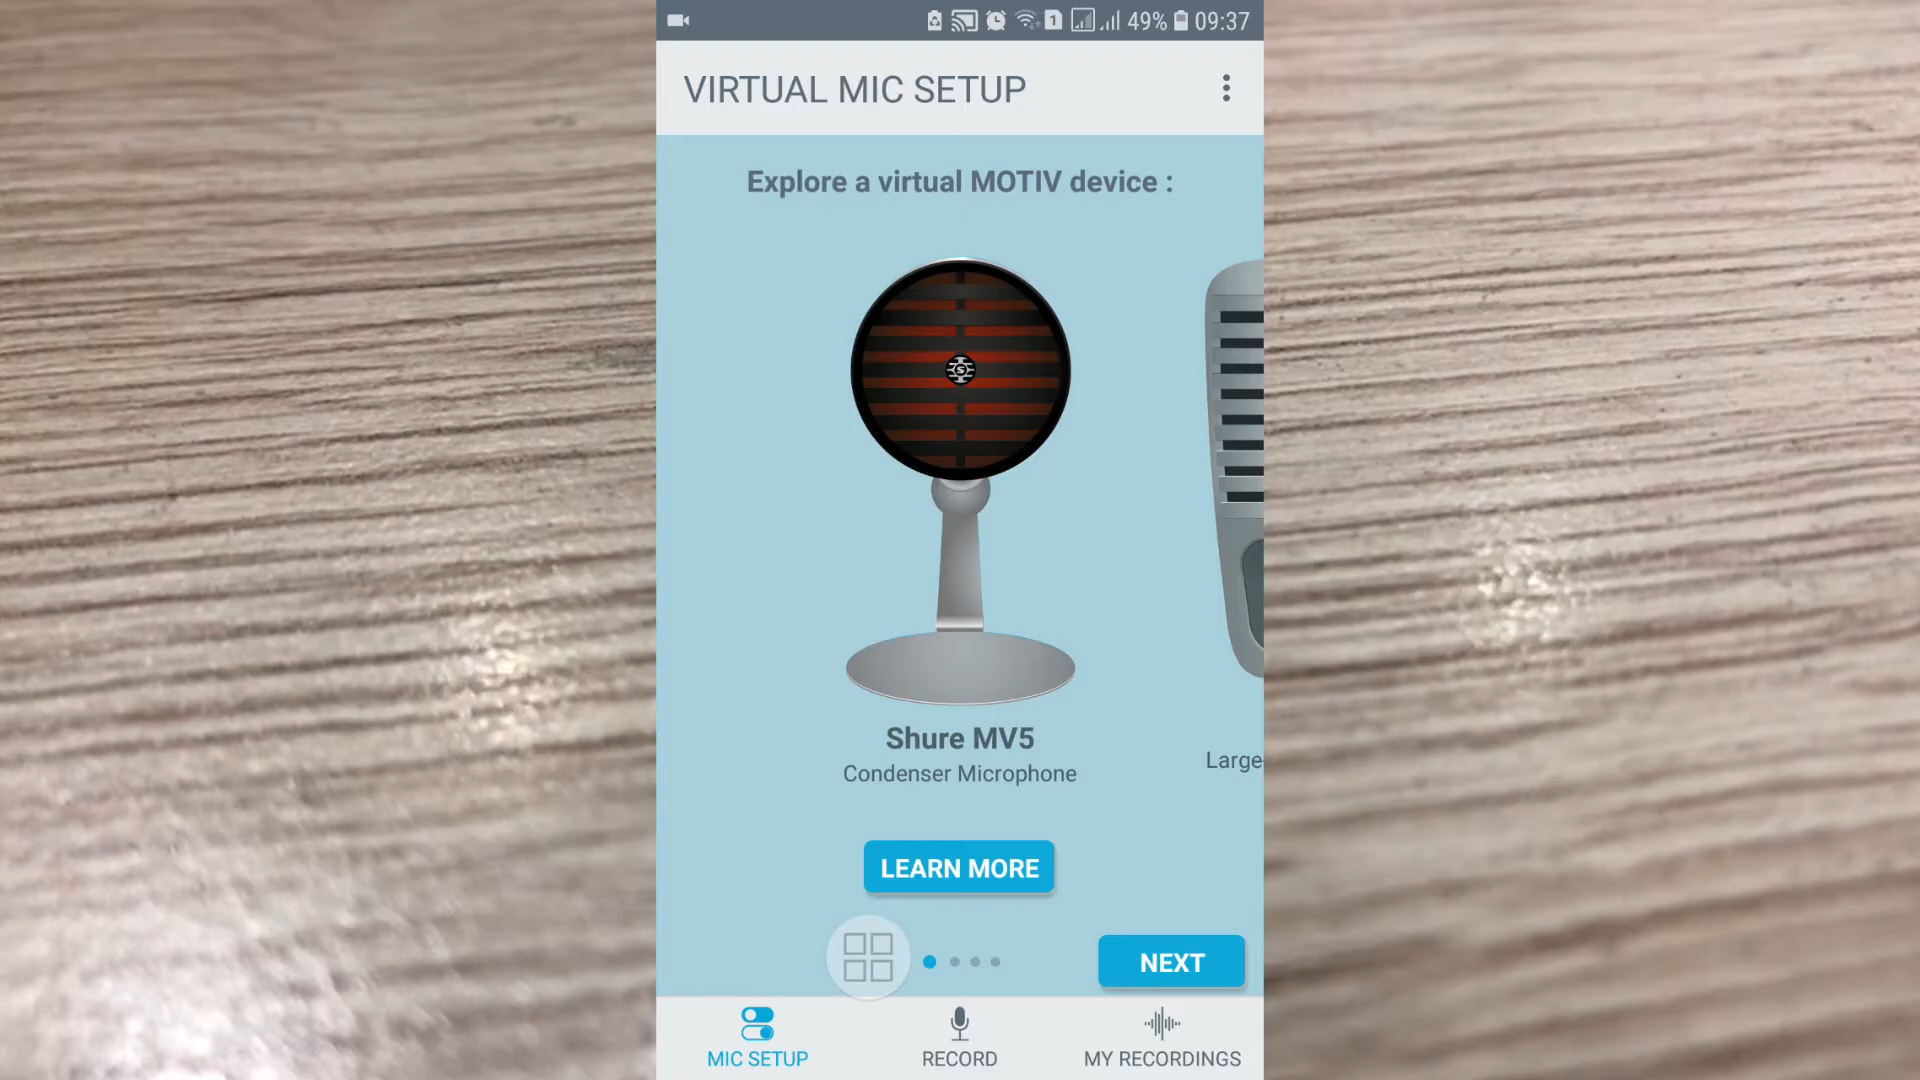 1 49% 09:37
VIRTUAL MIC SETUP
Explore a virtual MOTIV device :
Shure MV5
Condenser Microphone
Large-
LEARN MORE
NEXT
MIC SETUP
RECORD
MY RECORDINGS